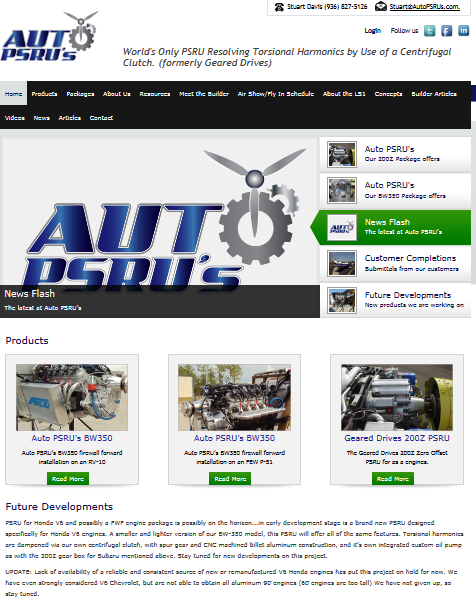 Stuart Davis (936) 827-5126 Stuart@AutoPSRUs.com
AUTO
PSRU's
Login Follow us
World's Only PSRU Resolving Torsional Harmonics by Use of a Centrifugal
Clutch. (formerly Geared Drives)
Home Products Packages About Us Resources Meet the Builder Air Show/Fly In Schedule About the LS1 Concepts Builder Articles
Videos News Articles Contact
AUTO
PSRU's
News Flash
The latest at Auto PSRU's
Auto PSRU's
Our 200Z Package offers
Auto PSRU's
Our BW350 Package offers
News Flash
The latest at Auto PSRU's
Customer Completions
Submittals from our customers
Future Developments
New products we are working on
Products
Auto PSRU's BW350
Auto PSRU's BW350 firewall forward
installation on an RV-10
Read More
Auto PSRU's BW350
Auto PSRU's BW350 firewall forward
installation on an FEW P-51
Read More
Geared Drives 200Z PSRU
The Geared Drives 200Z Zero Offset
PSRU for as a engines.
Read More
Future Developments
PSRU for Honda V6 and possibly a FWF engine package is possibly on the horison....in early development stage is a brand new PSRU designed
specifically for Honda V6 engines. A smaller and lighter version of our BW-350 model, this PSRU will offer all of the same features. Torsional harmonics
are dampened via our own centrifugal clutch, with spur gear and CNC machined billet aluminum construction, and it's own integrated custom oil pump
as with the 200Z gear box for Subaru mentioned above. Stay tuned for new developments on this project.
UPDATE: Lack of availability of a reliable and consistent source of new or remanufactured V6 Honda engines has put this project on hold for now. We
have even strongly considered V6 Chevrolet, but are not able to obtain all aluminum 90 engines (60 engines are too tall) We have not given up, so
stay tuned.